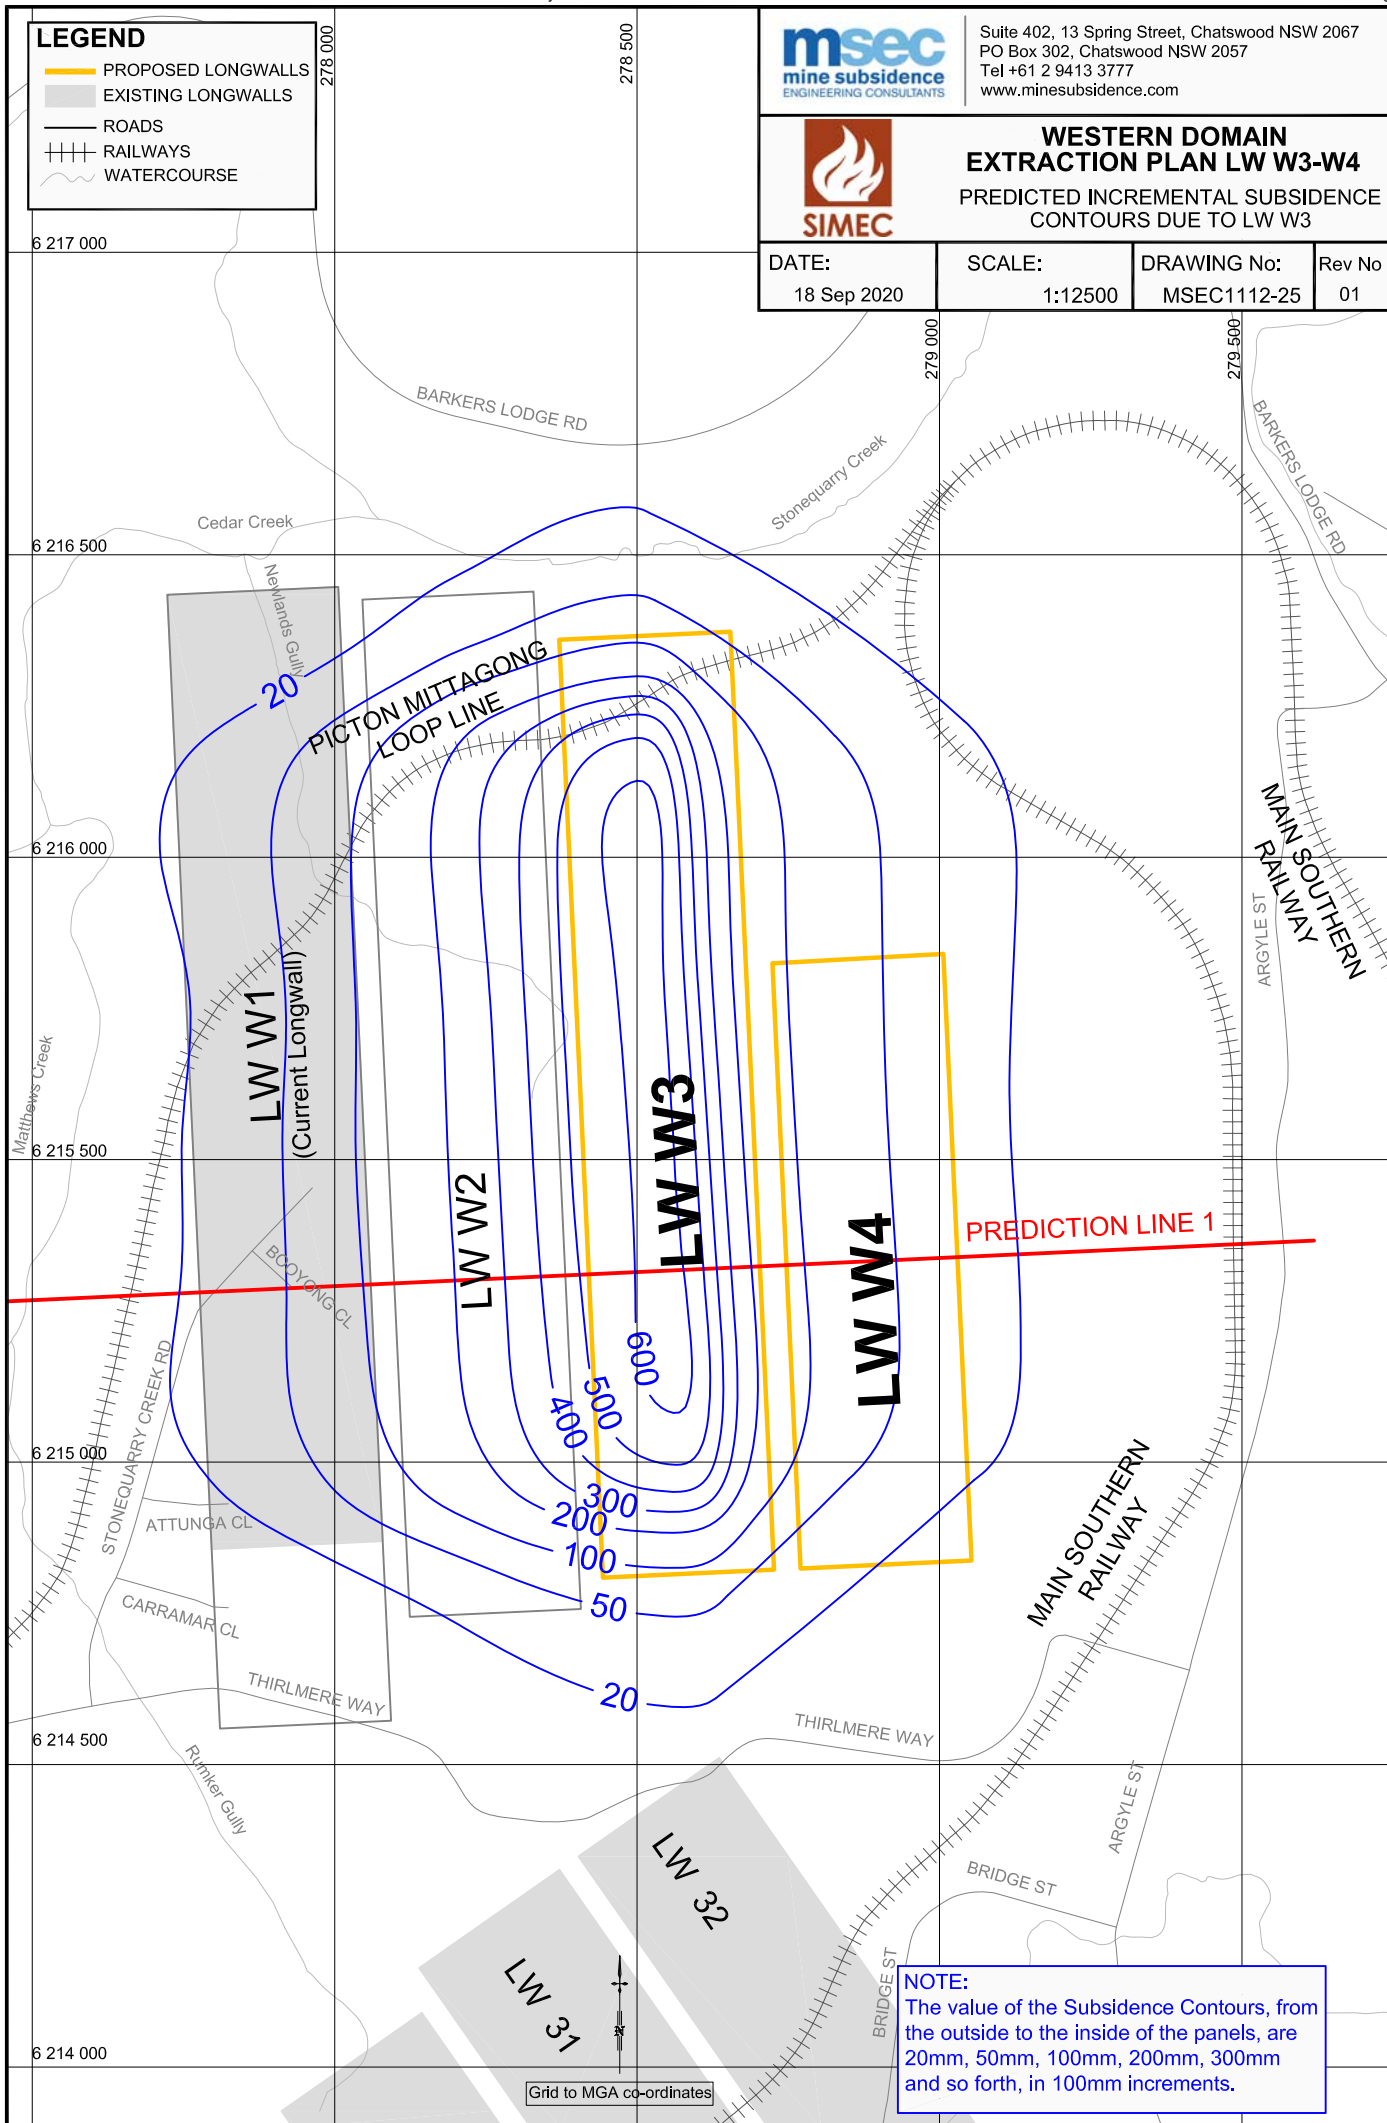 LEGEND
PROPOSED LONGWALLS
EXISTING LONGWALLS
ROADS
RAILWAYS
WATERCOURSE
278 000
278 500
msec
mine subsidence
ENGINEERING CONSULTANTS
Suite 402, 13 Spring Street, Chatswood NSW 2067
PO Box 302, Chatswood NSW 2057
Tel +61 2 9413 3777
www.minesubsidence.com
SIMEC
WESTERN DOMAIN
EXTRACTION PLAN LW W3-W4
PREDICTED INCREMENTAL SUBSIDENCE
CONTOURS DUE TO LW W3
DATE:
18 Sep 2020
SCALE:
1:12500
DRAWING No:
MSEC1112-25
Rev No
01
6 217 000
279 000
279 500
BARKERS LODGE RD
BARKERS LODGE RD
Stonequarry Creek
Cedar Creek
6 216 500
Newlands Gully
20
PICTON MITTAGONG
LOOP LINE
MAIN SOUTHERN
RAILWAY
6 216 000
ARGYLE ST
LW W1
(Current Longwall)
Matthews Creek
6 215 500
LW W2
LW W3
LW W4
PREDICTION LINE 1
BOOYONG CL
STONEQUARRY CREEK RD
600
500
400
300
200
100
50
20
6 215 000
ATTUNGA CL
CARRAMAR CL
MAIN SOUTHERN
RAILWAY
THIRLMERE WAY
THIRLMERE WAY
6 214 500
Rumker Gully
ARGYLE ST
LW 32
BRIDGE ST
LW 31
BRIDGE ST
N
6 214 000
Grid to MGA co-ordinates
NOTE:
The value of the Subsidence Contours, from
the outside to the inside of the panels, are
20mm, 50mm, 100mm, 200mm, 300mm
and so forth, in 100mm increments.